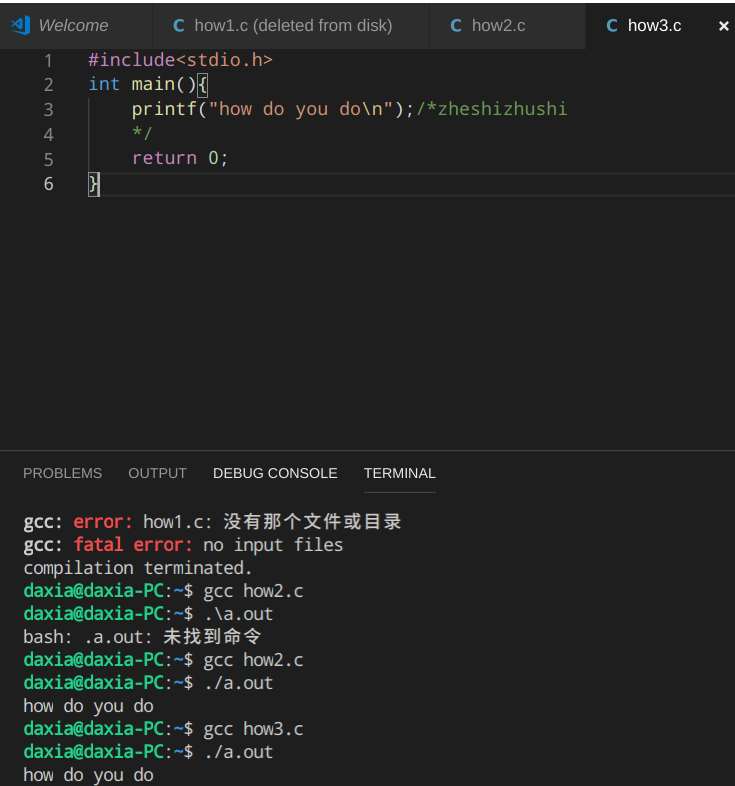 Welcome how1.c (deleted from disk) how2.c how3.c ×
1 #include<stdio.h>
2 int main(){
3 printf("how do you do\n");/*zheshizhushi
4 */
5 return 0;
6 }
PROBLEMS OUTPUT DEBUG CONSOLE TERMINAL
gcc: error: how1.c: 没有那个文件或目录
gcc: fatal error: no input files
compilation terminated.
daxia@daxia-PC:~$ gcc how2.c
daxia@daxia-PC:~$ .\a.out
bash: .a.out: 未找到命令
daxia@daxia-PC:~$ gcc how2.c
daxia@daxia-PC:~$ ./a.out
how do you do
daxia@daxia-PC:~$ gcc how3.c
daxia@daxia-PC:~$ ./a.out
how do you do